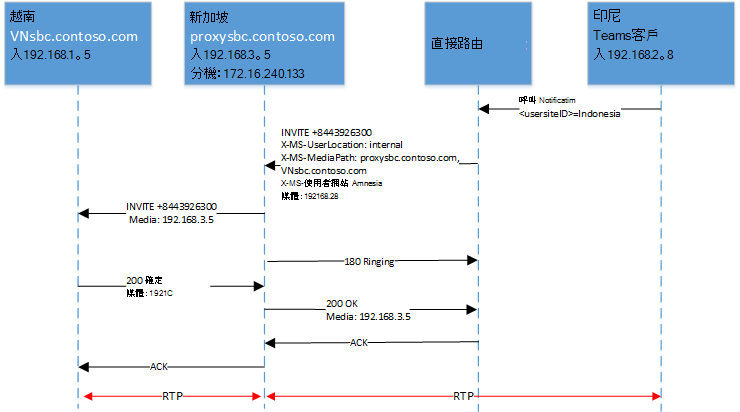 越南
VNsbc.contoso.com
入192.168.1。5
新加坡
proxysbc.contoso.com
入192.168.3。5
分機：172.16.240.133
直接路由
印尼
Teams客戶
入192.168.2。8
呼叫 Notificatim
<usersiteID>=Indonesia
INVITE +8443926300
X-MS-UserLocation: internal
X-MS-MediaPath: proxysbc.contoso.com,
VNsbc.contoso.com
X-MS-使用者網站 Amnesia
媒體：192168.28
INVITE +8443926300
Media: 192.168.3.5
180 Ringing
200 確定
媒體：1921C
200 OK
Media: 192.168.3.5
ACK
ACK
RTP
RTP